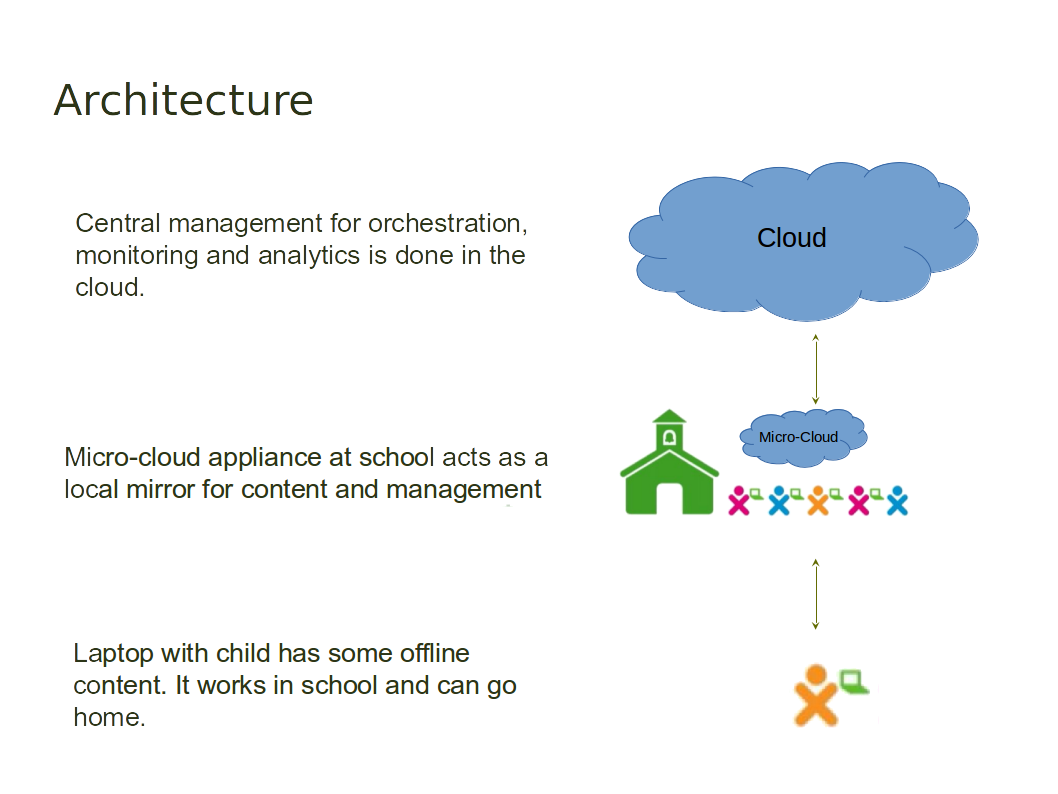 Architecture
Central management for orchestration,
monitoring and analytics is done in the
cloud.
Cloud
Micro-cloud appliance at school acts as a
local mirror for content and management
Micro-Cloud
Laptop with child has some offline
content. It works in school and can go
home.